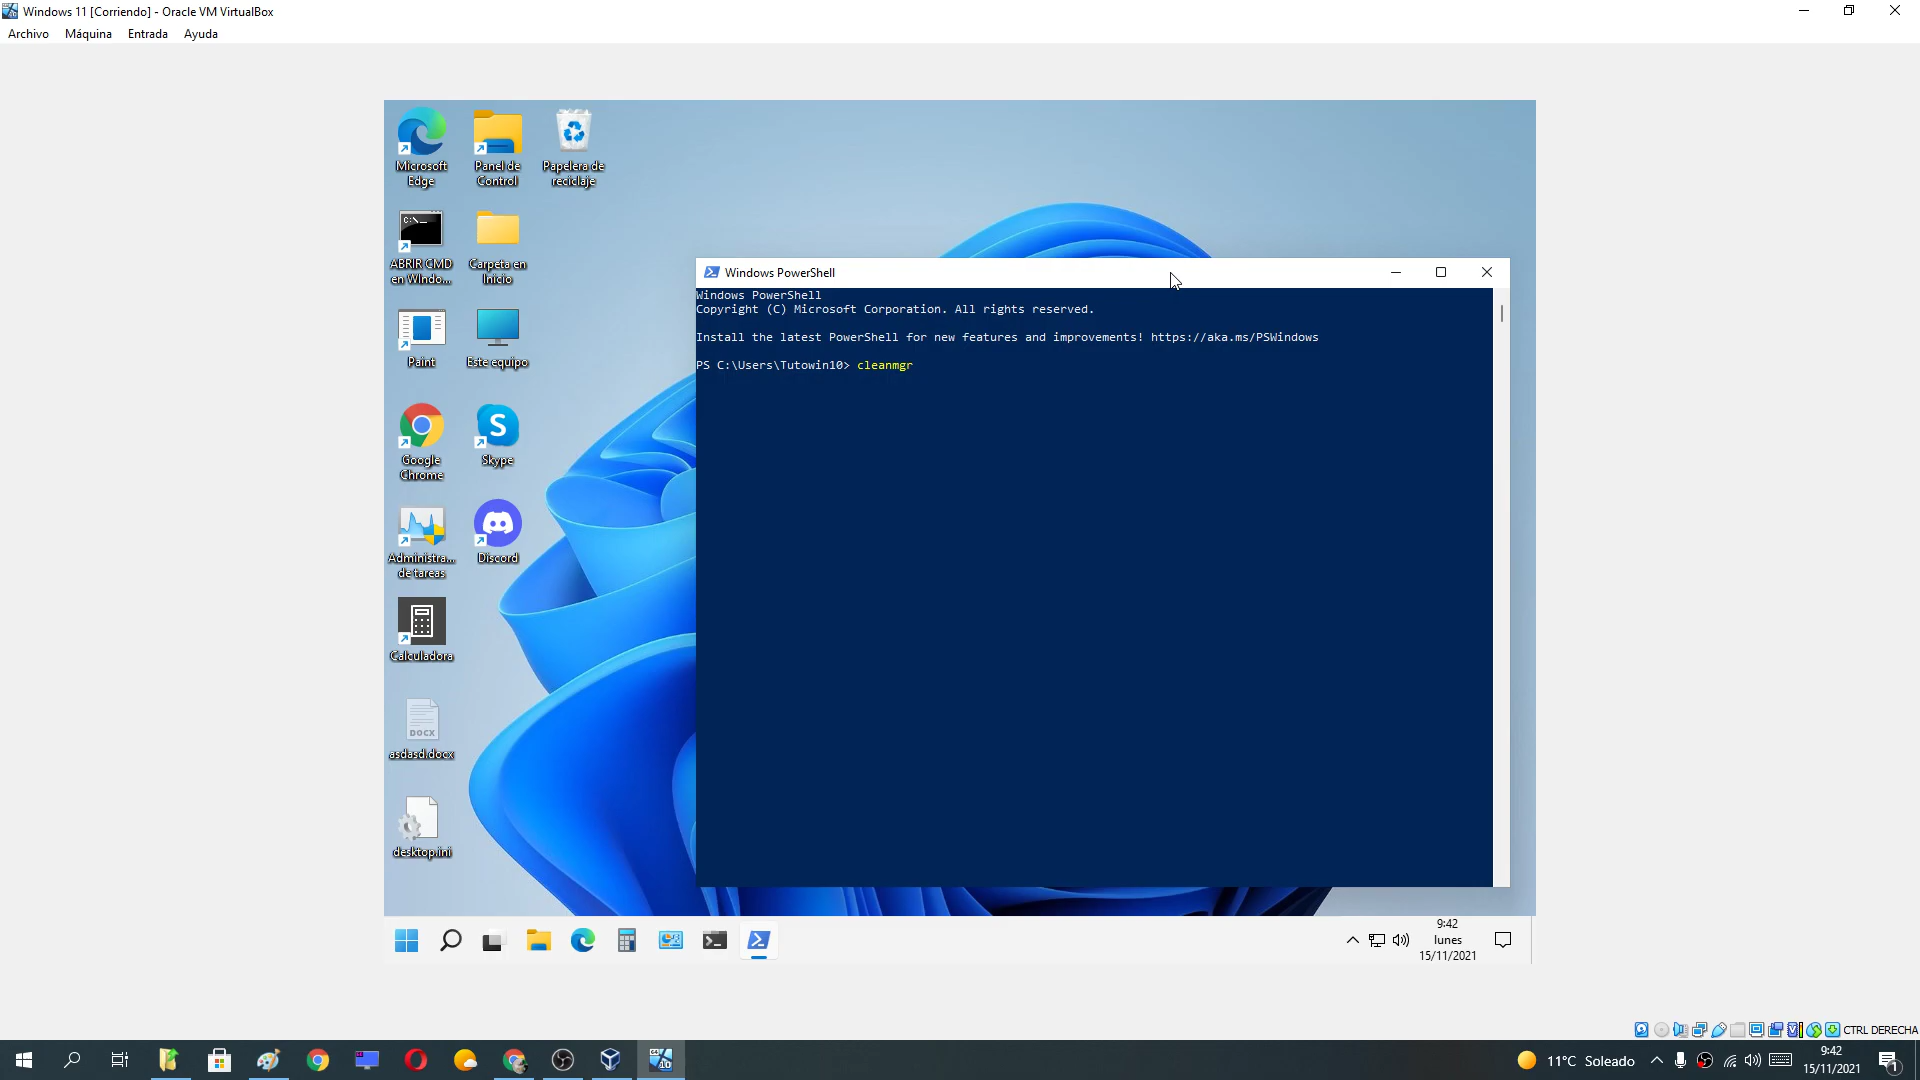 Windows 11 [Corriendo] - Oracle VM VirtualBox
Archivo Máquina Entrada Ayuda
Microsoft Edge
Panel de Control
Papelera de reciclaje
C:\._
ABRIR CMD en WIndo...
Carpeta en Inicio
Paint
Este equipo
Google Chrome
Skype
Administra... de tareas
Discord
Calculadora
DOCX
asdasd.docx
desktop.ini
Windows PowerShell
Windows PowerShell
Copyright (C) Microsoft Corporation. All rights reserved.
Install the latest PowerShell for new features and improvements! https://aka.ms/PSWindows
PS C:\Users\Tutowin10> cleanmgr
9:42
lunes
15/11/2021
CTRL DERECHA
11°C Soleado
9:42
15/11/2021
1